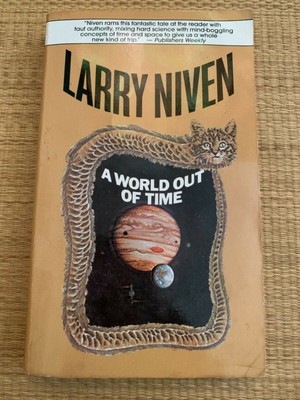 "Niven rams this fantastic tale at the reader with
taut authority, mixing hard science with mind-boggling
concepts of time and space to give us a whole
new kind of trip." — Publishers Weekly
LARRY NIVEN
A WORLD OUT
OF TIME